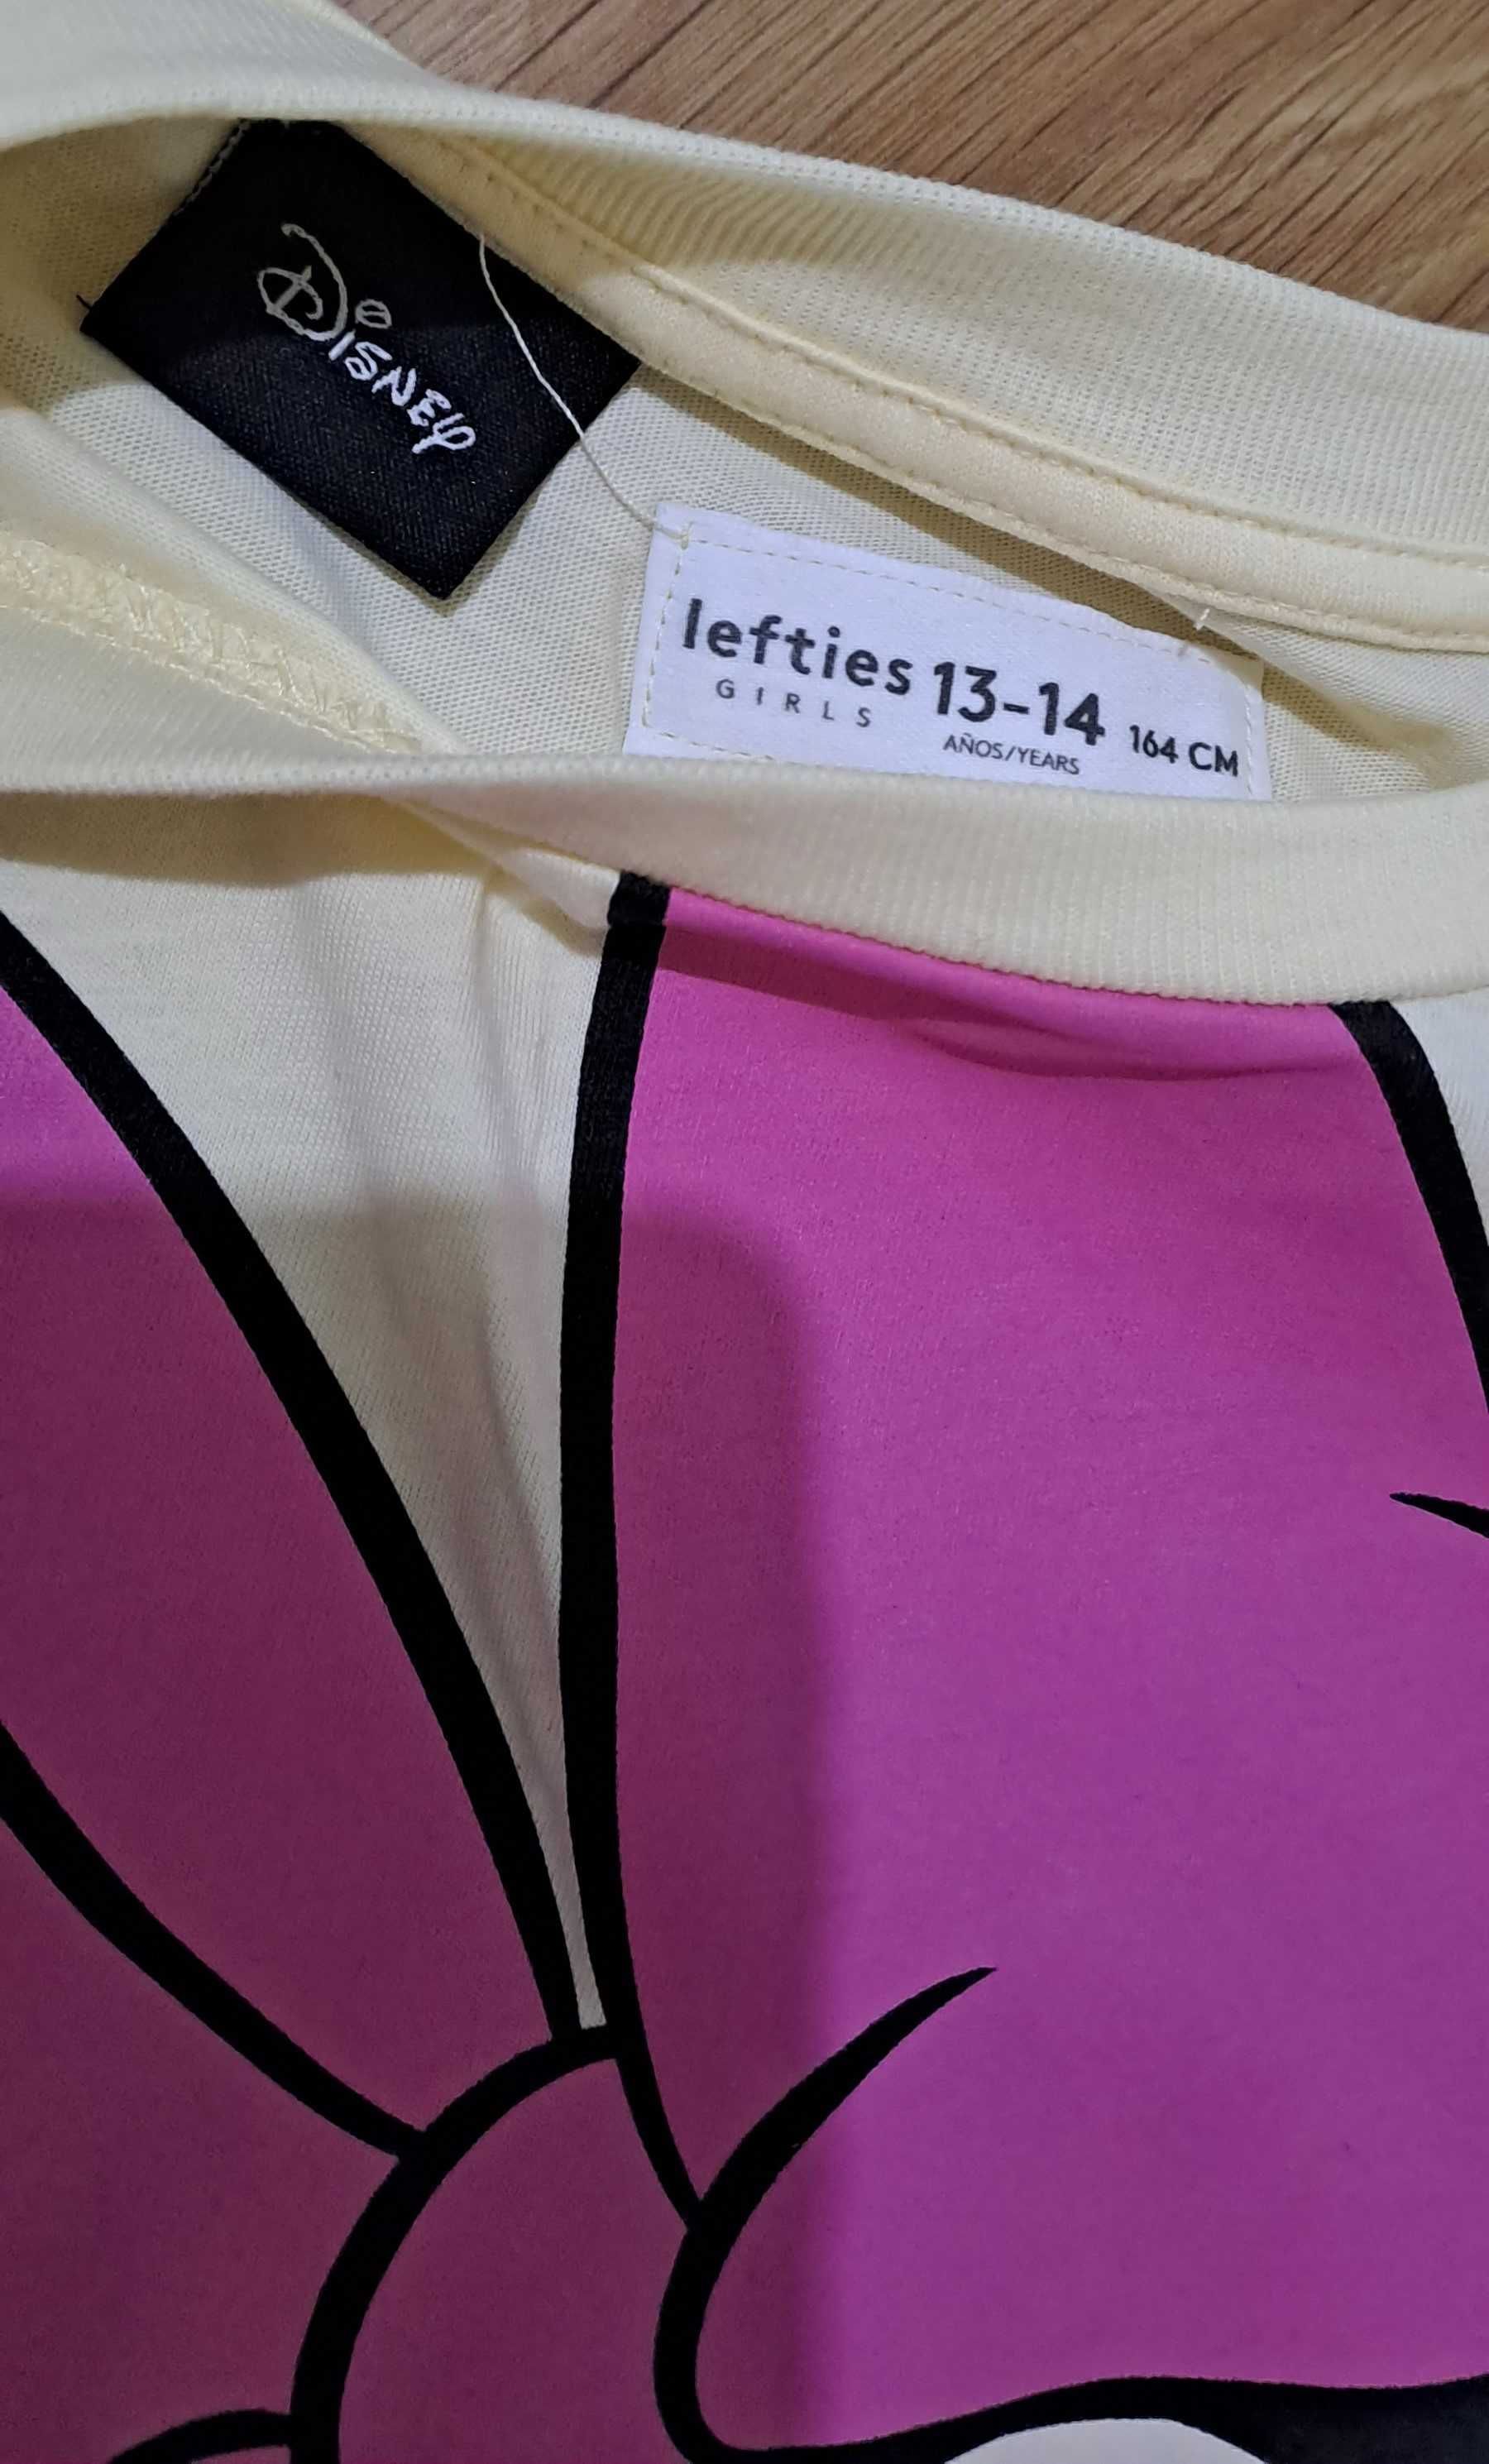 Disney
lefties 13-14 164 CM
GIRLS AÑOS/YEARS